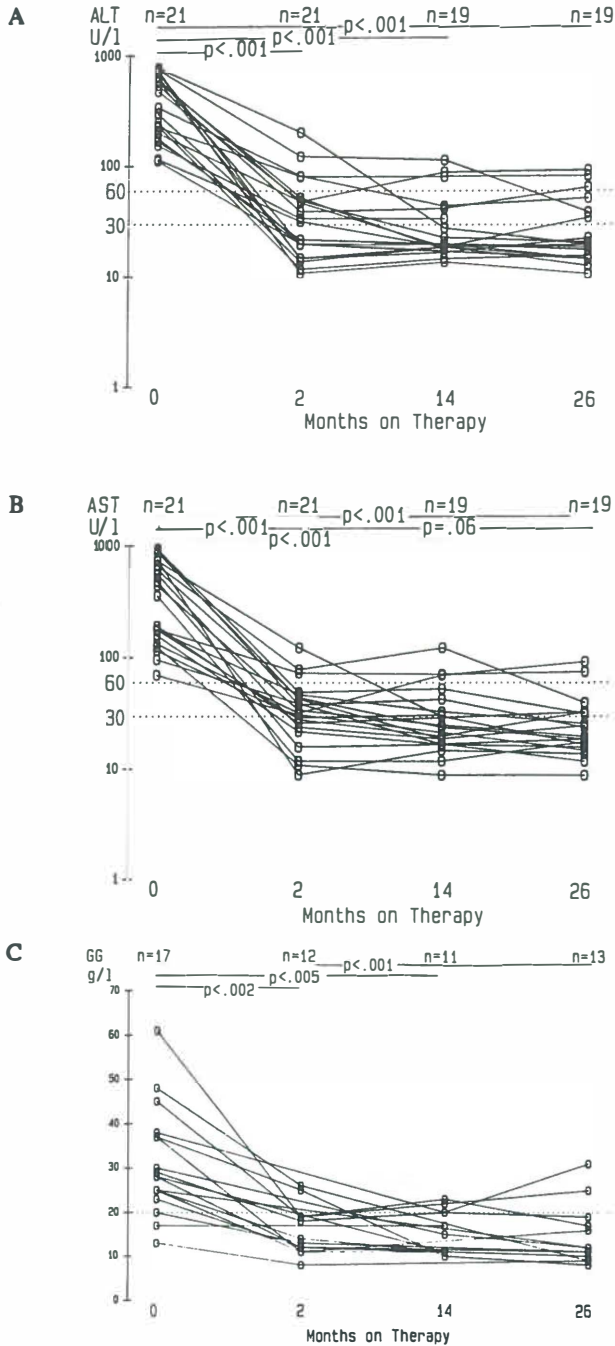 A
ALT n=21 n=21 n=19 n=19
U/l
p<.001
p<.001
p<.001
1000
100
60
30
10
1
0 2 14 26
Months on Therapy
B
AST n=21 n=21 n=19 n=19
U/l
p<.001
p<.001 p=.06
p<.001
1000
100
60
30
10
1
0 2 14 26
Months on Therapy
C
GG n=17 n=12 n=11 n=13
g/l
p<.001
p<.005
p<.002
70
60
50
40
30
20
10
0
0 2 14 26
Months on Therapy